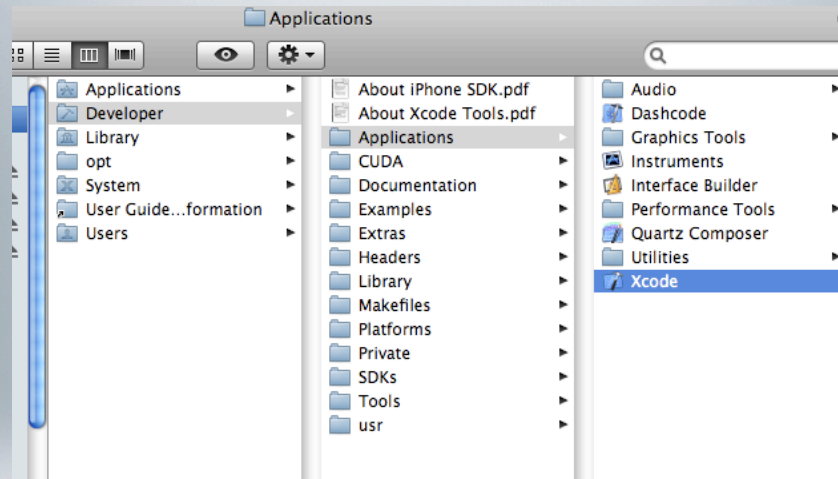 Applications
Applications
Developer
Library
opt
System
User Guide...formation
Users
About iPhone SDK.pdf
About Xcode Tools.pdf
Applications
CUDA
Documentation
Examples
Extras
Headers
Library
Makefiles
Platforms
Private
SDKs
Tools
usr
Audio
Dashcode
Graphics Tools
Instruments
Interface Builder
Performance Tools
Quartz Composer
Utilities
Xcode